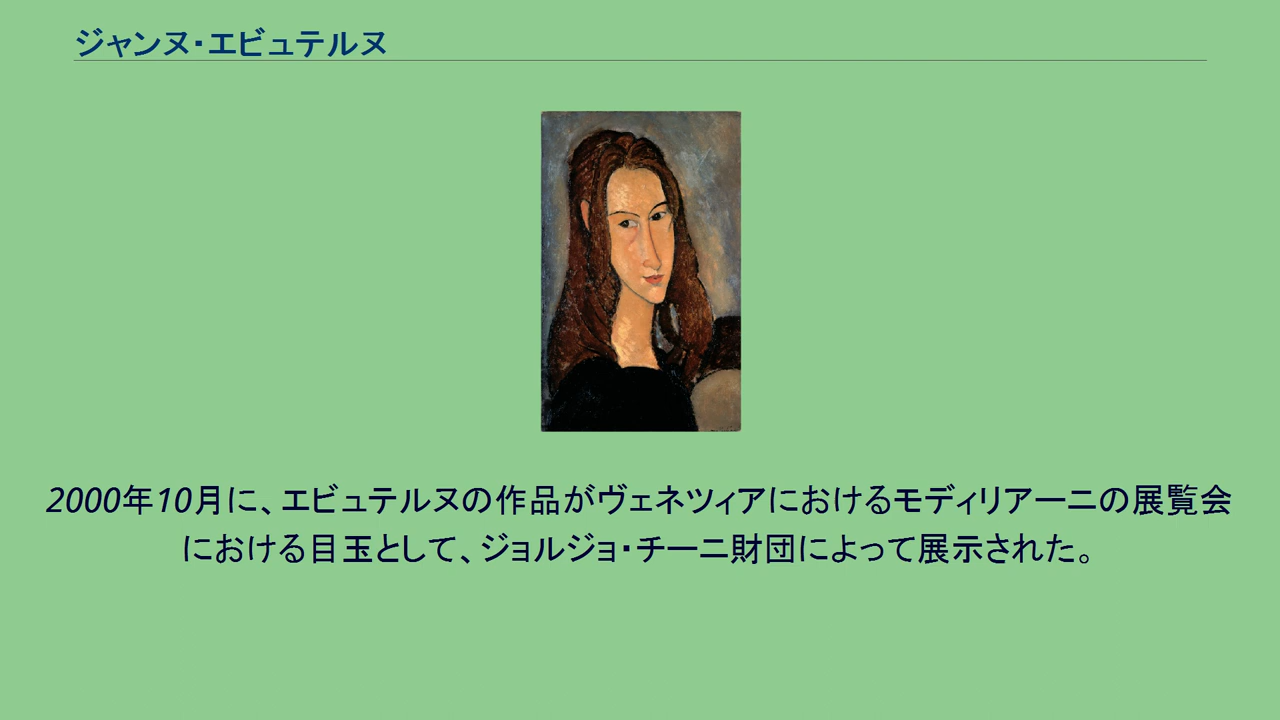 ジャンヌ・エビュテルヌ
2000年10月に、エビュテルヌの作品がヴェネツィアにおけるモディリアーニの展覧会
における目玉として、ジョルジョ・チーニ財団によって展示された。